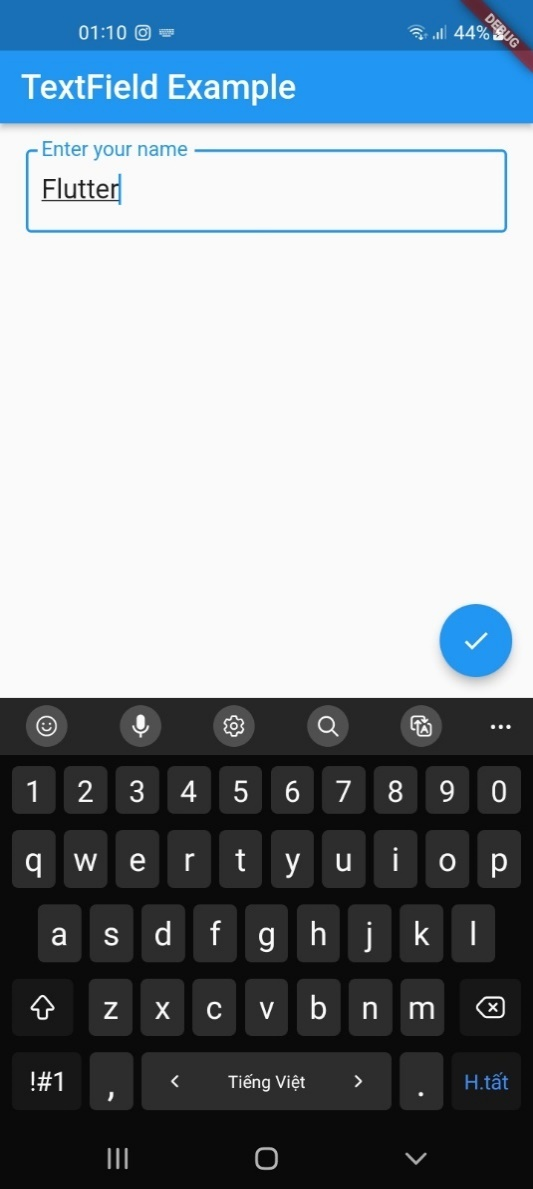 01:10 44%
DEBUG
TextField Example
Enter your name
Flutter
1 2 3 4 5 6 7 8 9 0
q w e r t y u i o p
a s d f g h j k l
z x c v b n m
!#1 , < Tiếng Việt > . H.tất